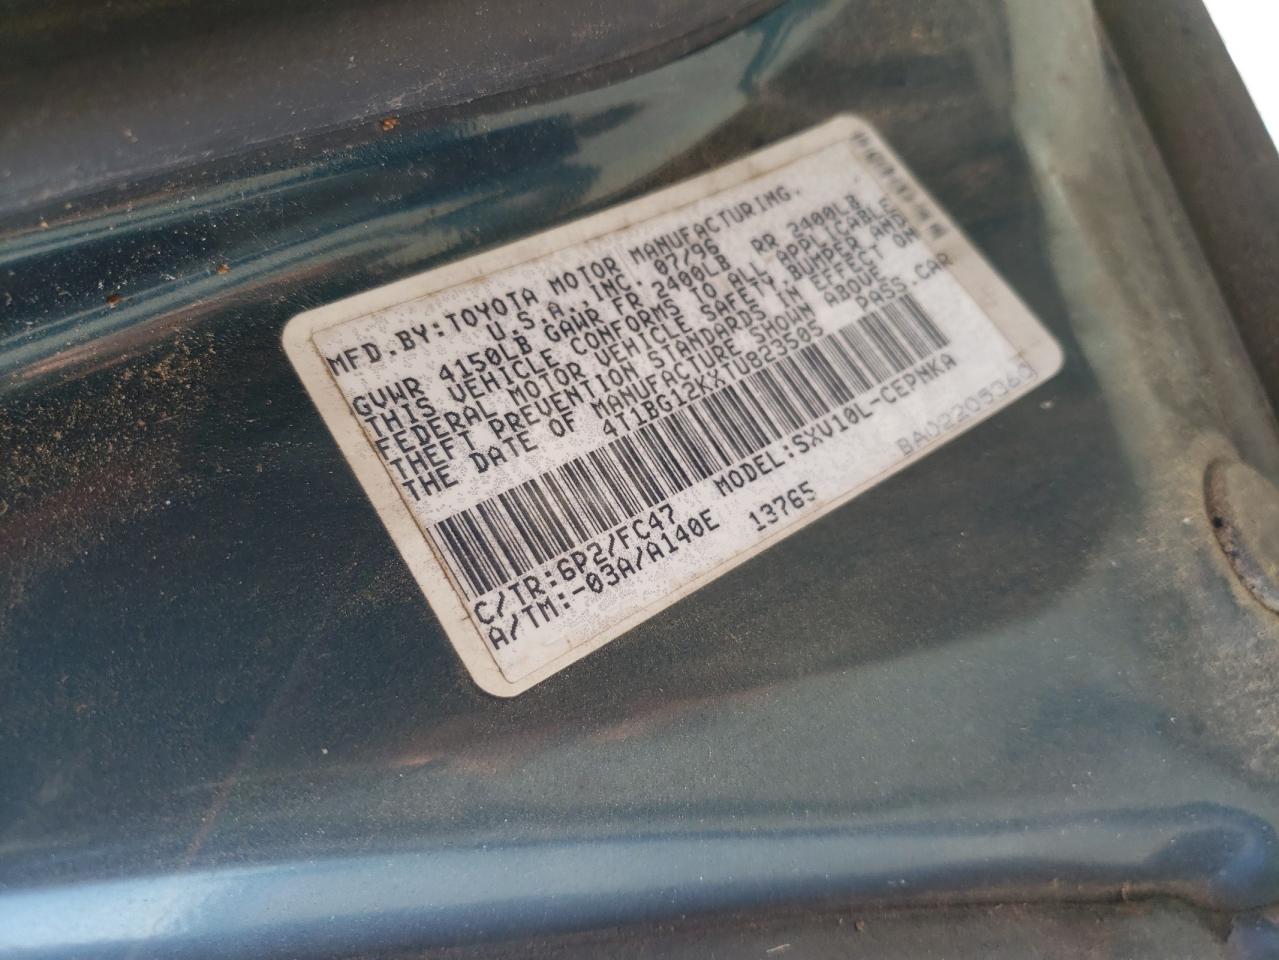 MFD.BY:TOYOTA MOTOR MANUFACTURING.
U.S.A.,INC. 07/96
GVWR 4150LB GAWR FR 2400LB RR 2400LB
THIS VEHICLE CONFORMS TO ALL APPLICABLE
FEDERAL MOTOR VEHICLE SAFETY,BUMPER AND
THEFT PREVENTION STANDARDS IN EFFECT ON
THE DATE OF MANUFACTURE SHOWN ABOVE
4T1BG12KXTU823505 PASS.CAR
C/TR:6P2/FC47 MODEL:SXV10L-CEPNKA
A/TM:-03A/A140E 13765
BA02205363